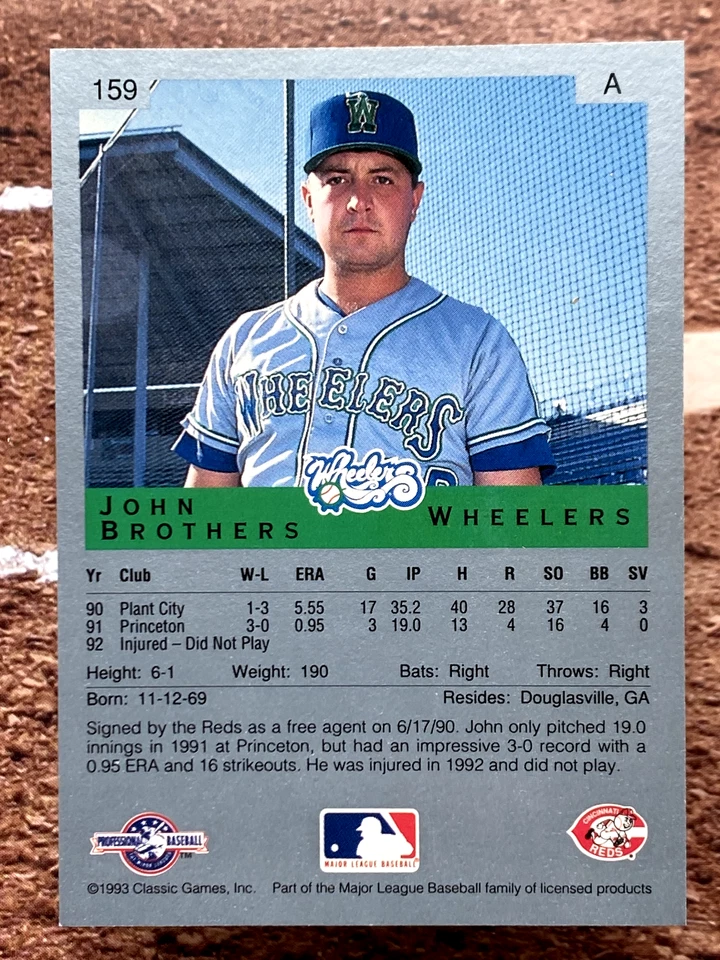 159
A
W
WHEELERS
Wheelers
JOHN
BROTHERS
WHEELERS
Yr Club W-L ERA G IP H R SO BB SV
90 Plant City 1-3 5.55 17 35.2 40 28 37 16 3
91 Princeton 3-0 0.95 3 19.0 13 4 16 4 0
92 Injured – Did Not Play
Height: 6-1 Weight: 190 Bats: Right Throws: Right
Born: 11-12-69 Resides: Douglasville, GA
Signed by the Reds as a free agent on 6/17/90. John only pitched 19.0
innings in 1991 at Princeton, but had an impressive 3-0 record with a
0.95 ERA and 16 strikeouts. He was injured in 1992 and did not play.
PROFESSIONAL BASEBALL
TM
MAJOR LEAGUE BASEBALL
CINCINNATI
REDS
©1993 Classic Games, Inc. Part of the Major League Baseball family of licensed products